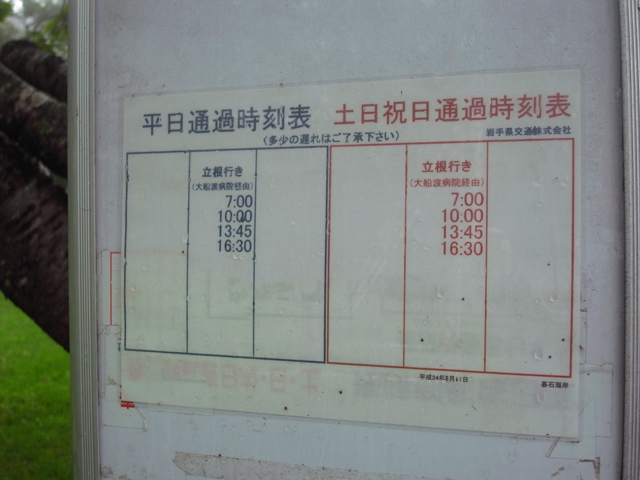 平日通過時刻表
土日祝日通過時刻表
(多少の遅れはご了承下さい)
岩手県交通株式会社
立根行き
(大船渡病院経由)
7:00
10:00
13:45
16:30
立根行き
(大船渡病院経由)
7:00
10:00
13:45
16:30
碁石海岸